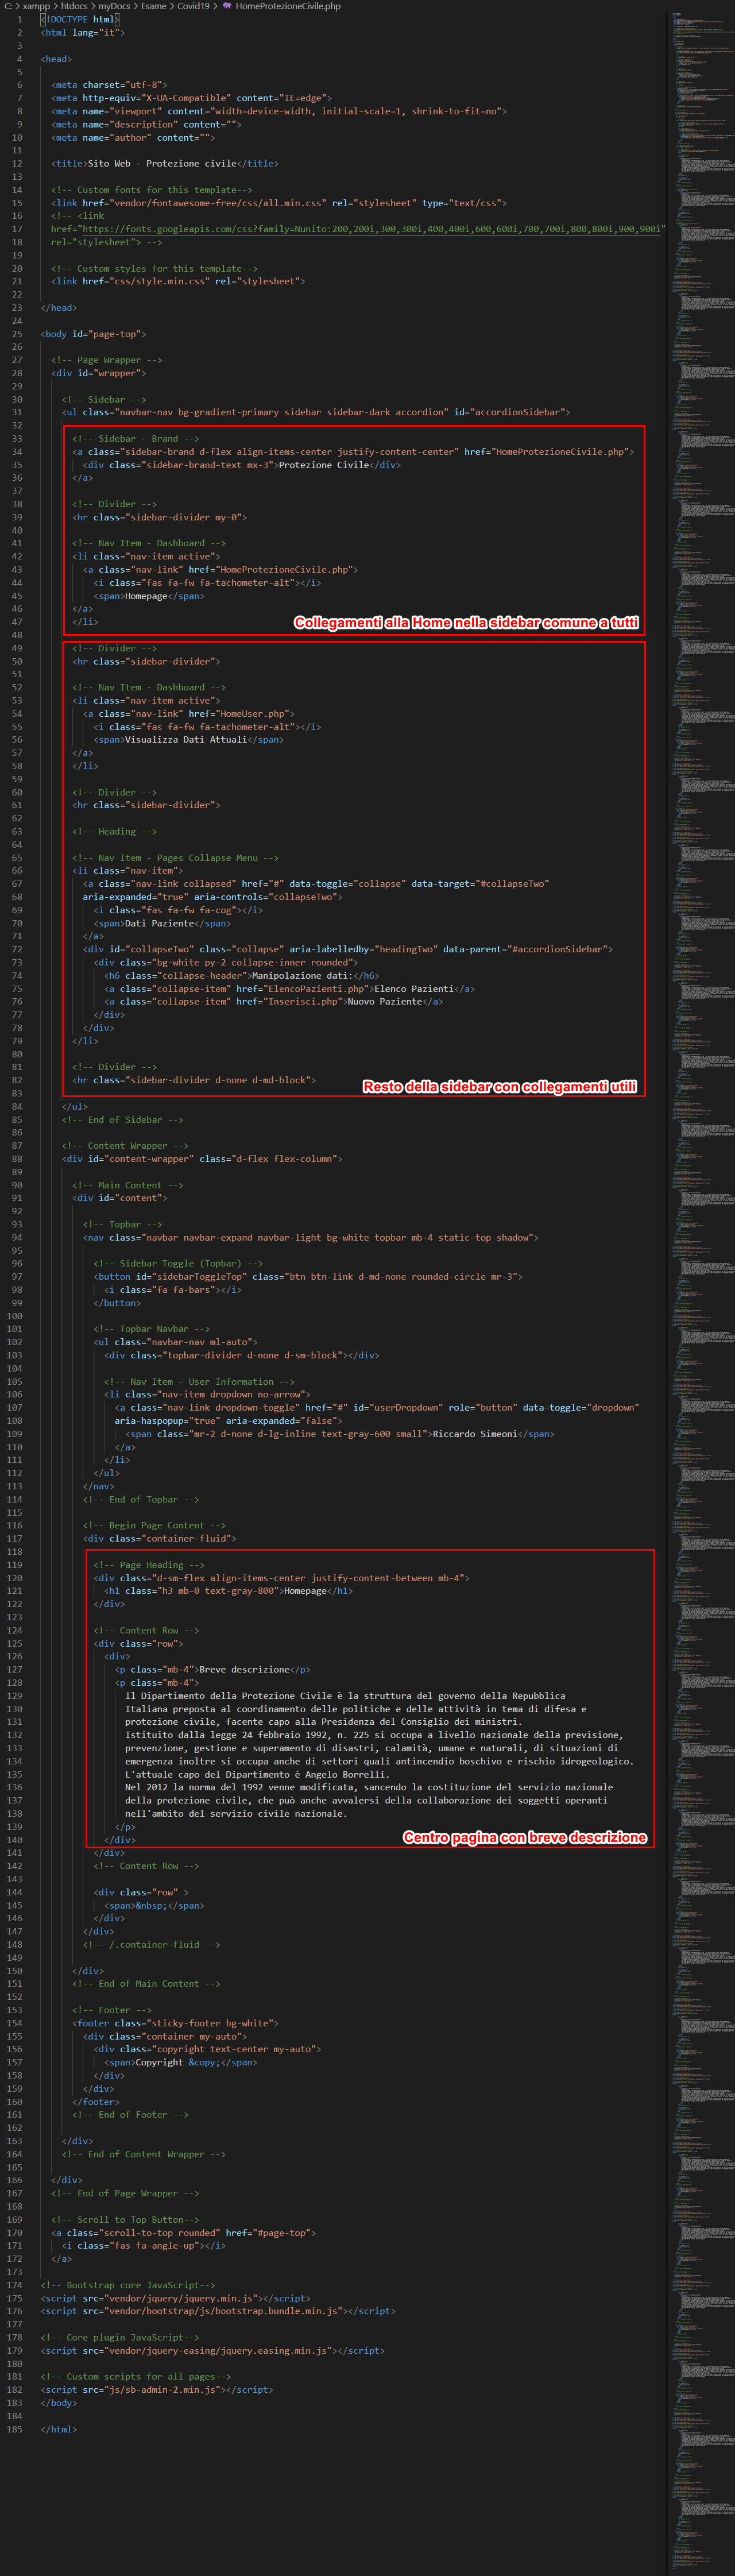 C: > xampp > htdocs > myDocs > Esame > Covid19 > HomeProtezioneCivile.php
1 <!DOCTYPE html>
2 <html lang="it">
3
4 <head>
5
6 <meta charset="utf-8">
7 <meta http-equiv="X-UA-Compatible" content="IE=edge">
8 <meta name="viewport" content="width=device-width, initial-scale=1, shrink-to-fit=no">
9 <meta name="description" content="">
10 <meta name="author" content="">
11
12 <title>Sito Web - Protezione civile</title>
13
14 <!-- Custom fonts for this template-->
15 <link href="vendor/fontawesome-free/css/all.min.css" rel="stylesheet" type="text/css">
16 <!-- <link
17 href="https://fonts.googleapis.com/css?family=Nunito:200,200i,300,300i,400,400i,600,600i,700,700i,800,800i,900,900i"
18 rel="stylesheet"> -->
19
20 <!-- Custom styles for this template-->
21 <link href="css/style.min.css" rel="stylesheet">
22
23 </head>
24
25 <body id="page-top">
26
27 <!-- Page Wrapper -->
28 <div id="wrapper">
29
30 <!-- Sidebar -->
31 <ul class="navbar-nav bg-gradient-primary sidebar sidebar-dark accordion" id="accordionSidebar">
32
33 <!-- Sidebar - Brand -->
34 <a class="sidebar-brand d-flex align-items-center justify-content-center" href="HomeProtezioneCivile.php">
35 <div class="sidebar-brand-text mx-3">Protezione Civile</div>
36 </a>
37
38 <!-- Divider -->
39 <hr class="sidebar-divider my-0">
40
41 <!-- Nav Item - Dashboard -->
42 <li class="nav-item active">
43 <a class="nav-link" href="HomeProtezioneCivile.php">
44 <i class="fas fa-fw fa-tachometer-alt"></i>
45 <span>Homepage</span>
46 </a>
47 </li>
Collegamenti alla Home nella sidebar comune a tutti
48
49 <!-- Divider -->
50 <hr class="sidebar-divider">
51
52 <!-- Nav Item - Dashboard -->
53 <li class="nav-item active">
54 <a class="nav-link" href="HomeUser.php">
55 <i class="fas fa-fw fa-tachometer-alt"></i>
56 <span>Visualizza Dati Attuali</span>
57 </a>
58 </li>
59
60 <!-- Divider -->
61 <hr class="sidebar-divider">
62
63 <!-- Heading -->
64
65 <!-- Nav Item - Pages Collapse Menu -->
66 <li class="nav-item">
67 <a class="nav-link collapsed" href="#" data-toggle="collapse" data-target="#collapseTwo"
68 aria-expanded="true" aria-controls="collapseTwo">
69 <i class="fas fa-fw fa-cog"></i>
70 <span>Dati Paziente</span>
71 </a>
72 <div id="collapseTwo" class="collapse" aria-labelledby="headingTwo" data-parent="#accordionSidebar">
73 <div class="bg-white py-2 collapse-inner rounded">
74 <h6 class="collapse-header">Manipolazione dati:</h6>
75 <a class="collapse-item" href="ElencoPazienti.php">Elenco Pazienti</a>
76 <a class="collapse-item" href="Inserisci.php">Nuovo Paziente</a>
77 </div>
78 </div>
79 </li>
80
81 <!-- Divider -->
82 <hr class="sidebar-divider d-none d-md-block">
Resto della sidebar con collegamenti utili
83
84 </ul>
85 <!-- End of Sidebar -->
86
87 <!-- Content Wrapper -->
88 <div id="content-wrapper" class="d-flex flex-column">
89
90 <!-- Main Content -->
91 <div id="content">
92
93 <!-- Topbar -->
94 <nav class="navbar navbar-expand navbar-light bg-white topbar mb-4 static-top shadow">
95
96 <!-- Sidebar Toggle (Topbar) -->
97 <button id="sidebarToggleTop" class="btn btn-link d-md-none rounded-circle mr-3">
98 <i class="fa fa-bars"></i>
99 </button>
100
101 <!-- Topbar Navbar -->
102 <ul class="navbar-nav ml-auto">
103 <div class="topbar-divider d-none d-sm-block"></div>
104
105 <!-- Nav Item - User Information -->
106 <li class="nav-item dropdown no-arrow">
107 <a class="nav-link dropdown-toggle" href="#" id="userDropdown" role="button" data-toggle="dropdown"
108 aria-haspopup="true" aria-expanded="false">
109 <span class="mr-2 d-none d-lg-inline text-gray-600 small">Riccardo Simeoni</span>
110 </a>
111 </li>
112 </ul>
113 </nav>
114 <!-- End of Topbar -->
115
116 <!-- Begin Page Content -->
117 <div class="container-fluid">
118
119 <!-- Page Heading -->
120 <div class="d-sm-flex align-items-center justify-content-between mb-4">
121 <h1 class="h3 mb-0 text-gray-800">Homepage</h1>
122 </div>
123
124 <!-- Content Row -->
125 <div class="row">
126 <div>
127 <p class="mb-4">Breve descrizione</p>
128 <p class="mb-4">
129 Il Dipartimento della Protezione Civile è la struttura del governo della Repubblica
130 Italiana preposta al coordinamento delle politiche e delle attività in tema di difesa e
131 protezione civile, facente capo alla Presidenza del Consiglio dei ministri.
132 Istituito dalla legge 24 febbraio 1992, n. 225 si occupa a livello nazionale della previsione,
133 prevenzione, gestione e superamento di disastri, calamità, umane e naturali, di situazioni di
134 emergenza inoltre si occupa anche di settori quali antincendio boschivo e rischio idrogeologico.
135 L'attuale capo del Dipartimento è Angelo Borrelli.
136 Nel 2012 la norma del 1992 venne modificata, sancendo la costituzione del servizio nazionale
137 della protezione civile, che può anche avvalersi della collaborazione dei soggetti operanti
138 nell'ambito del servizio civile nazionale.
139 </p>
140 </div>
Centro pagina con breve descrizione
141 </div>
142 <!-- Content Row -->
143
144 <div class="row" >
145 <span>&nbsp;</span>
146 </div>
147 </div>
148 <!-- /.container-fluid -->
149
150 </div>
151 <!-- End of Main Content -->
152
153 <!-- Footer -->
154 <footer class="sticky-footer bg-white">
155 <div class="container my-auto">
156 <div class="copyright text-center my-auto">
157 <span>Copyright &copy;</span>
158 </div>
159 </div>
160 </footer>
161 <!-- End of Footer -->
162
163 </div>
164 <!-- End of Content Wrapper -->
165
166 </div>
167 <!-- End of Page Wrapper -->
168
169 <!-- Scroll to Top Button-->
170 <a class="scroll-to-top rounded" href="#page-top">
171 <i class="fas fa-angle-up"></i>
172 </a>
173
174 <!-- Bootstrap core JavaScript-->
175 <script src="vendor/jquery/jquery.min.js"></script>
176 <script src="vendor/bootstrap/js/bootstrap.bundle.min.js"></script>
177
178 <!-- Core plugin JavaScript-->
179 <script src="vendor/jquery-easing/jquery.easing.min.js"></script>
180
181 <!-- Custom scripts for all pages-->
182 <script src="js/sb-admin-2.min.js"></script>
183 </body>
184
185 </html>